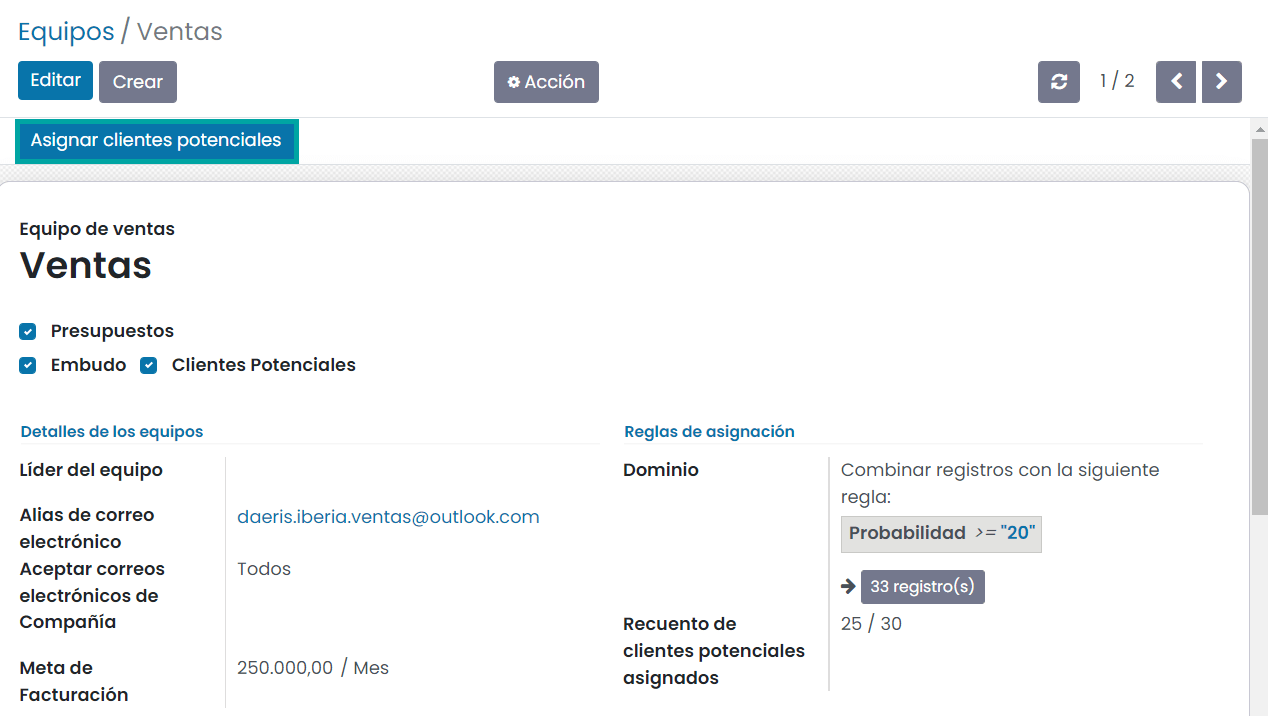 Equipos / Ventas
Editar
Crear
Acción
1 / 2
Asignar clientes potenciales
Equipo de ventas
Ventas
Presupuestos
Embudo
Clientes Potenciales
Detalles de los equipos
Líder del equipo
Alias de correo
electrónico
daeris.iberia.ventas@outlook.com
Aceptar correos
electrónicos de
Compañía
Todos
Meta de
Facturación
250.000,00 / Mes
Reglas de asignación
Dominio
Combinar registros con la siguiente
regla:
Probabilidad >= "20"
33 registro(s)
Recuento de
clientes potenciales
asignados
25 / 30